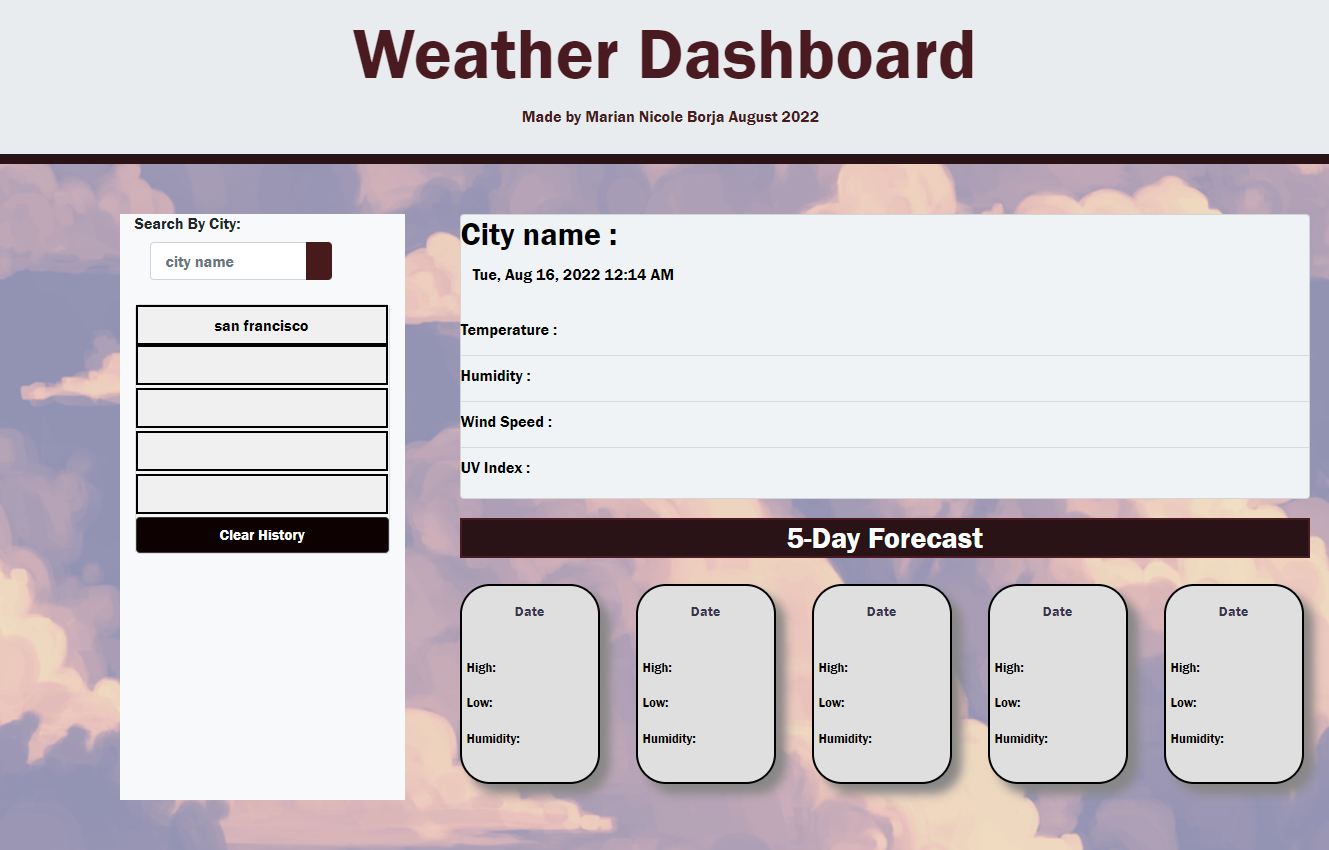 Weather Dashboard
Made by Marian Nicole Borja August 2022
Search By City:
city name
san francisco
Clear History
City name :
Tue, Aug 16, 2022 12:14 AM
Temperature :
Humidity :
Wind Speed :
UV Index :
5-Day Forecast
Date
High:
Low:
Humidity:
Date
High:
Low:
Humidity:
Date
High:
Low:
Humidity:
Date
High:
Low:
Humidity:
Date
High:
Low:
Humidity: